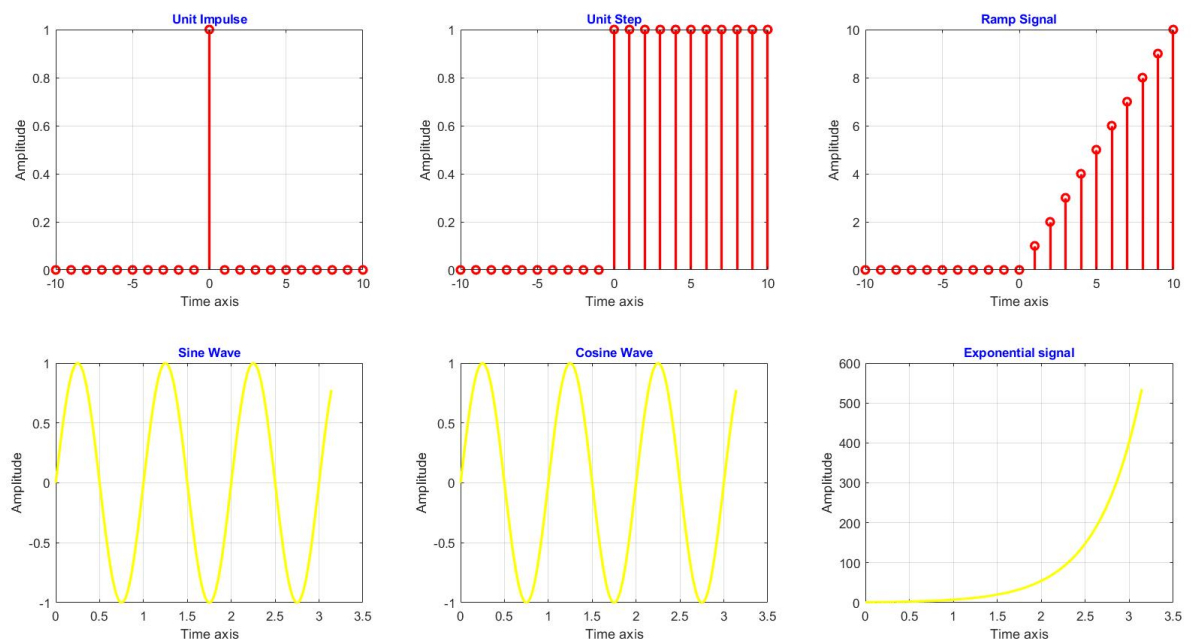 Unit Impulse
1
0.8
0.6
0.4
0.2
0
Amplitude
-10 -5 0 5 10
Time axis
Unit Step
1
0.8
0.6
0.4
0.2
0
Amplitude
-10 -5 0 5 10
Time axis
Ramp Signal
10
8
6
4
2
0
Amplitude
-10 -5 0 5 10
Time axis
Sine Wave
1
0.5
0
-0.5
-1
Amplitude
0 0.5 1 1.5 2 2.5 3 3.5
Time axis
Cosine Wave
1
0.5
0
-0.5
-1
Amplitude
0 0.5 1 1.5 2 2.5 3 3.5
Time axis
Exponential signal
600
500
400
300
200
100
0
Amplitude
0 0.5 1 1.5 2 2.5 3 3.5
Time axis